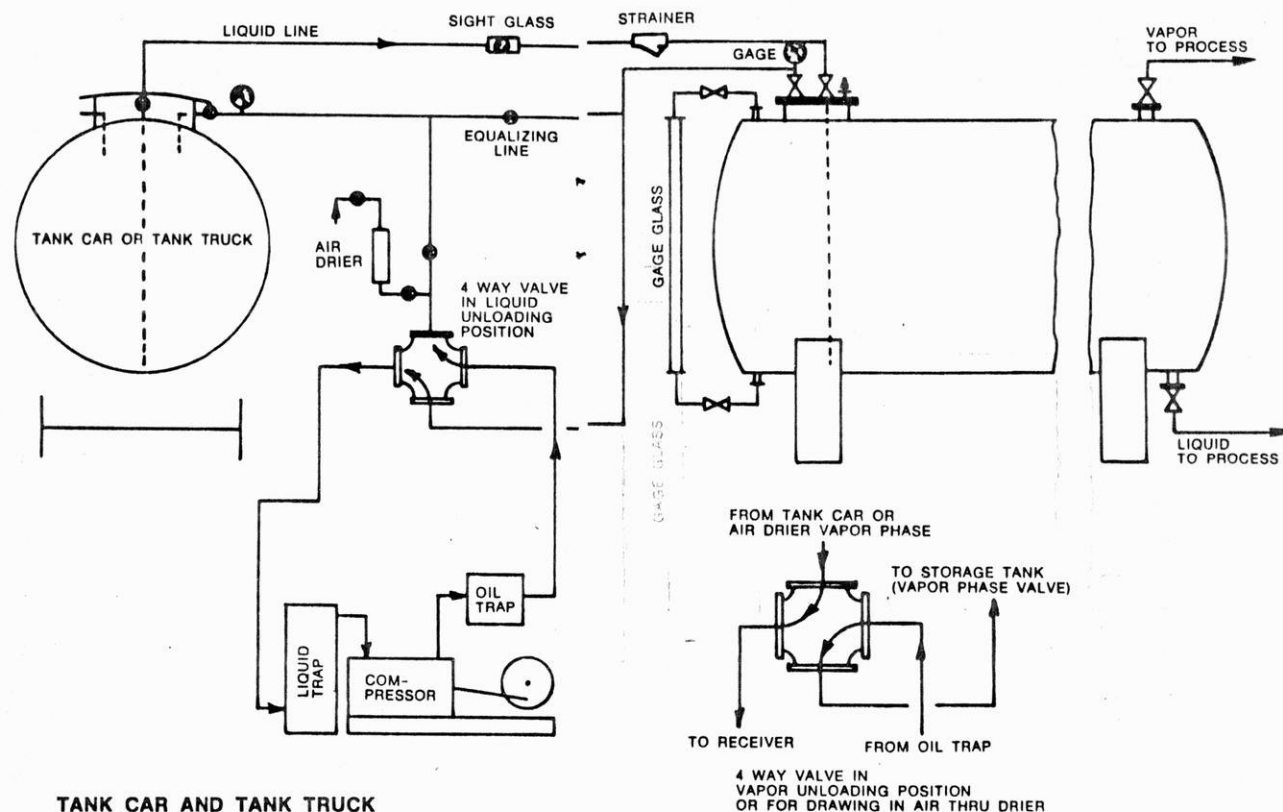 LIQUID LINE
SIGHT GLASS
STRAINER
GAGE
VAPOR
TO PROCESS
EQUALIZING
LINE
TANK CAR OR TANK TRUCK
AIR
DRIER
GAGE GLASS
4 WAY VALVE
IN LIQUID
UNLOADING
POSITION
GAGE GLASS
LIQUID
TO PROCESS
FROM TANK CAR OR
AIR DRIER VAPOR PHASE
TO STORAGE TANK
(VAPOR PHASE VALVE)
OIL
TRAP
LIQUID
TRAP
COM-
PRESSOR
TO RECEIVER
FROM OIL TRAP
4 WAY VALVE IN
VAPOR UNLOADING POSITION
OR FOR DRAWING IN AIR THRU DRIER
TANK CAR AND TANK TRUCK